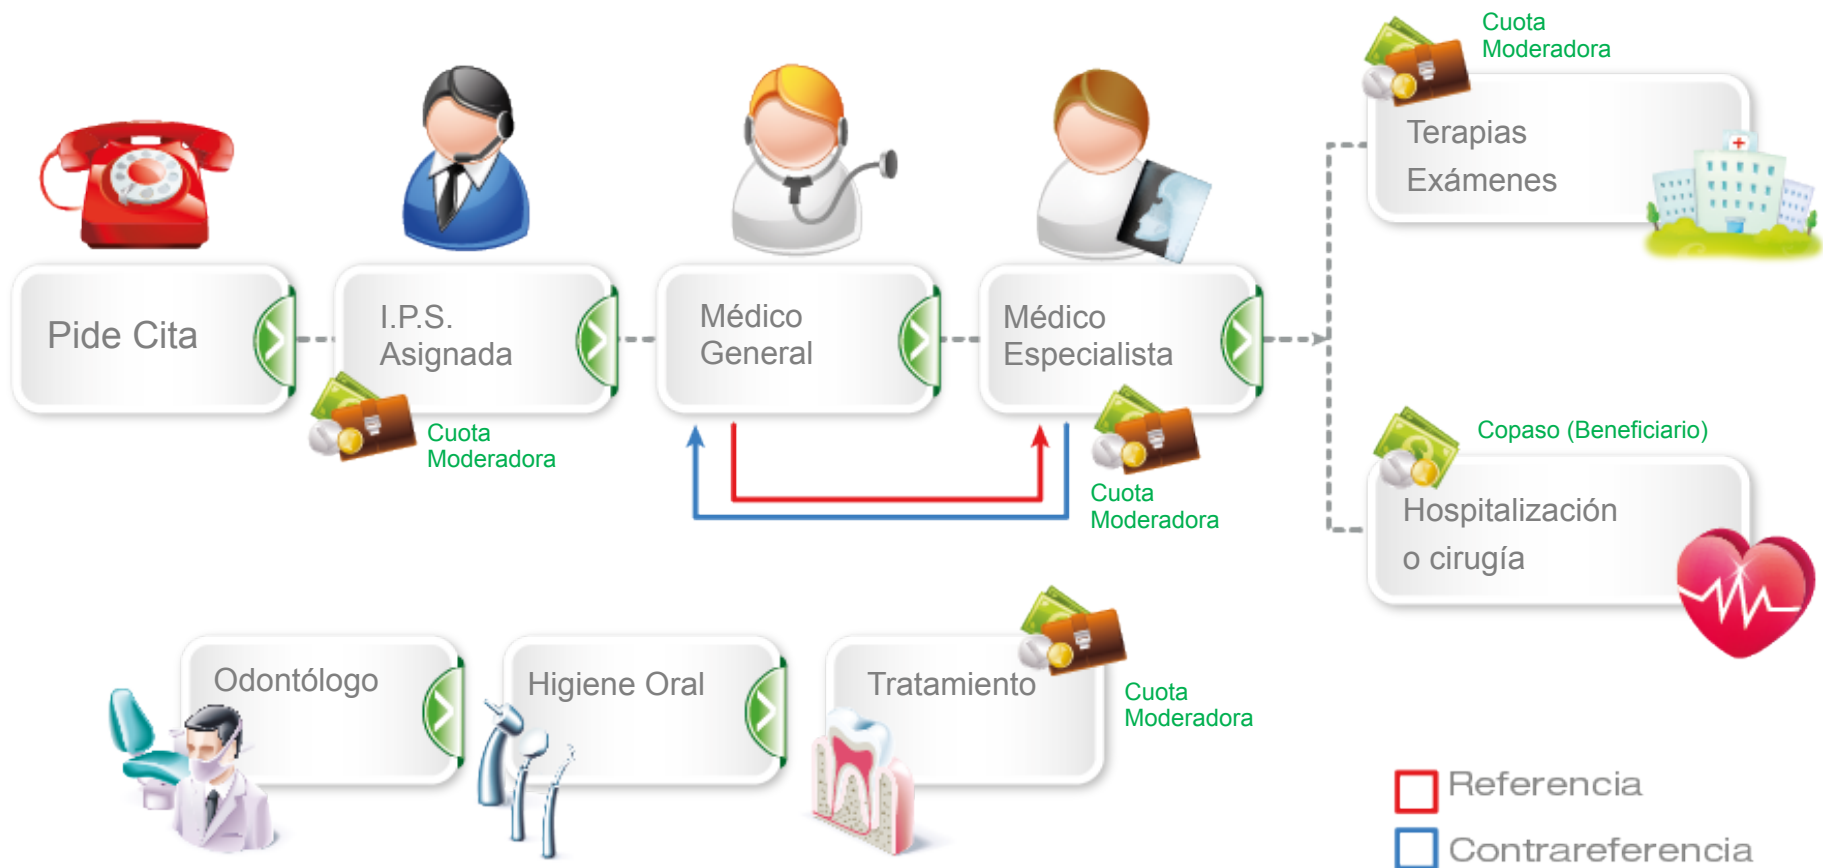 Cuota
Moderadora
Terapias
Exámenes
Pide Cita
I.P.S.
Asignada
Médico
General
Médico
Especialista
Cuota
Moderadora
Cuota
Moderadora
Copaso (Beneficiario)
Hospitalización
o cirugía
Odontólogo
Higiene Oral
Tratamiento
Cuota
Moderadora
Referencia
Contrareferencia